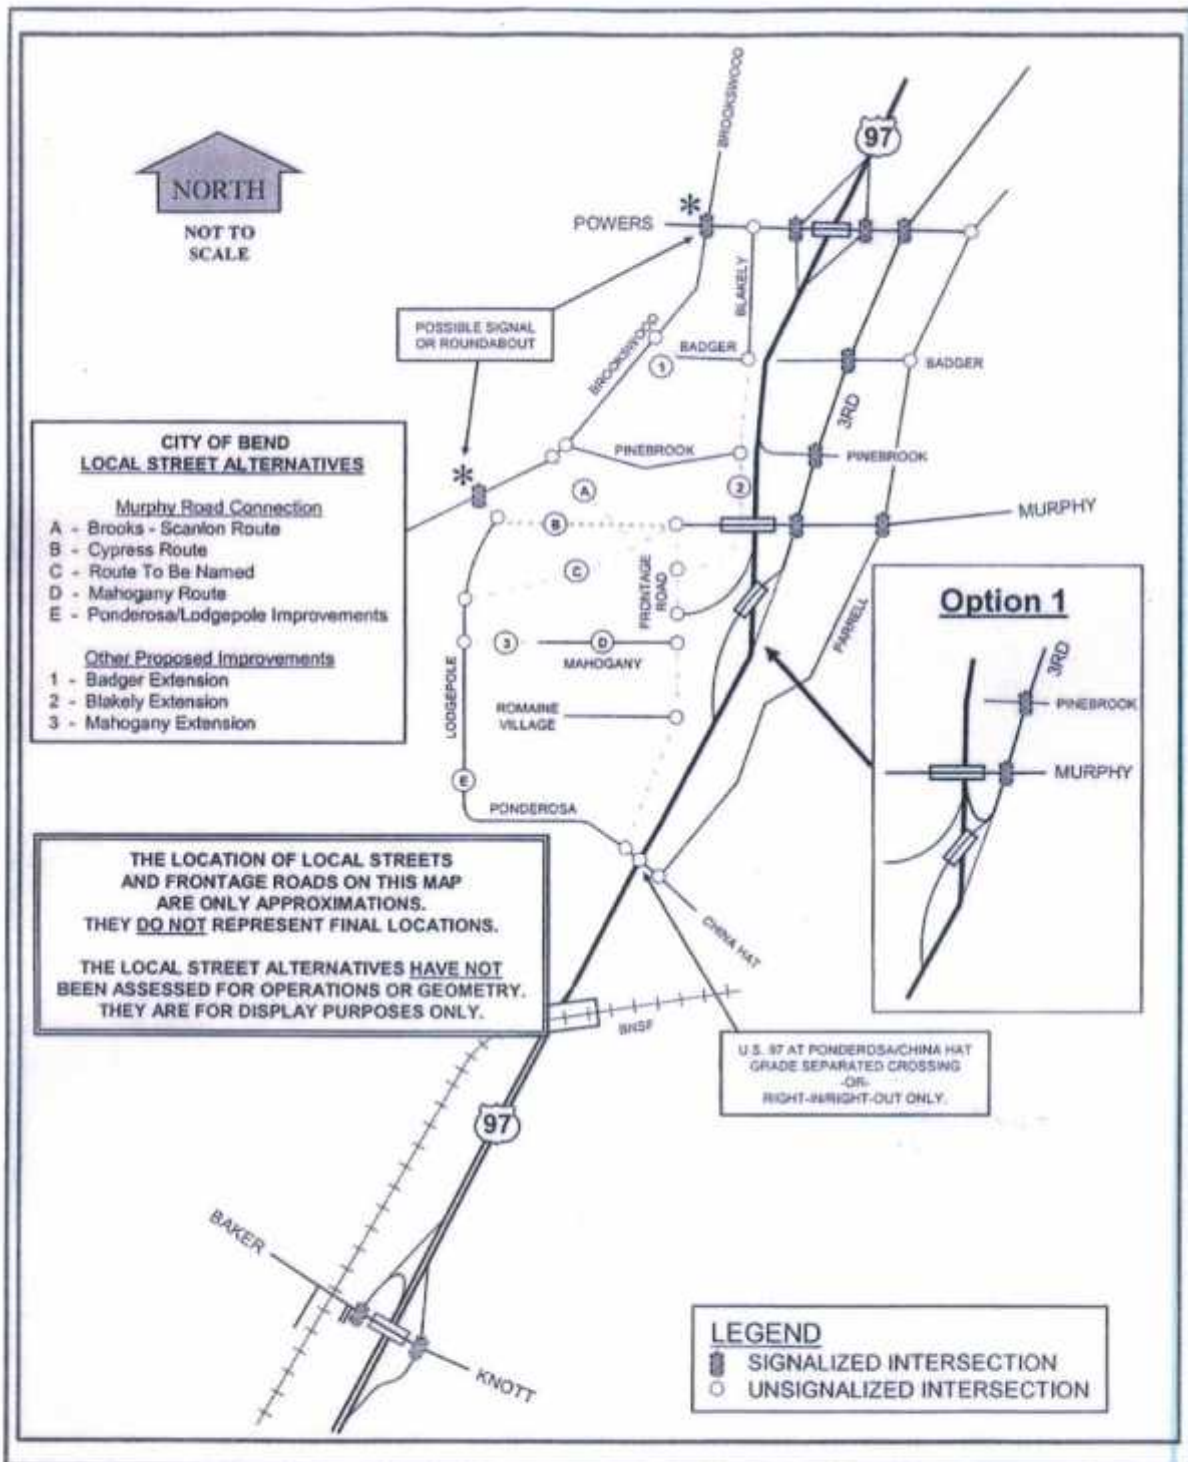 BROOKSWOOD
97
NORTH
NOT TO
SCALE
*
POWERS
BLAKELY
POSSIBLE SIGNAL
OR ROUNDABOUT
BROOKSWOOD
BADGER
1
BADGER
3RD
CITY OF BEND
LOCAL STREET ALTERNATIVES
Murphy Road Connection
A - Brooks - Scanlon Route
B - Cypress Route
C - Route To Be Named
D - Mahogany Route
E - Ponderosa/Lodgepole Improvements
Other Proposed Improvements
1 - Badger Extension
2 - Blakely Extension
3 - Mahogany Extension
*
PINEBROOK
PINEBROOK
A
2
B
MURPHY
C
FRONTAGE
ROAD
PARRELL
3
D
MAHOGANY
LODGEPOLE
ROMAINE
VILLAGE
E
PONDEROSA
Option 1
3RD
PINEBROOK
MURPHY
THE LOCATION OF LOCAL STREETS
AND FRONTAGE ROADS ON THIS MAP
ARE ONLY APPROXIMATIONS.
THEY DO NOT REPRESENT FINAL LOCATIONS.
THE LOCAL STREET ALTERNATIVES HAVE NOT
BEEN ASSESSED FOR OPERATIONS OR GEOMETRY.
THEY ARE FOR DISPLAY PURPOSES ONLY.
CHINA HAT
BNSF
U.S. 97 AT PONDEROSA/CHINA HAT
GRADE SEPARATED CROSSING
-OR-
RIGHT-IN/RIGHT-OUT ONLY.
97
BAKER
KNOTT
LEGEND
SIGNALIZED INTERSECTION
UNSIGNALIZED INTERSECTION